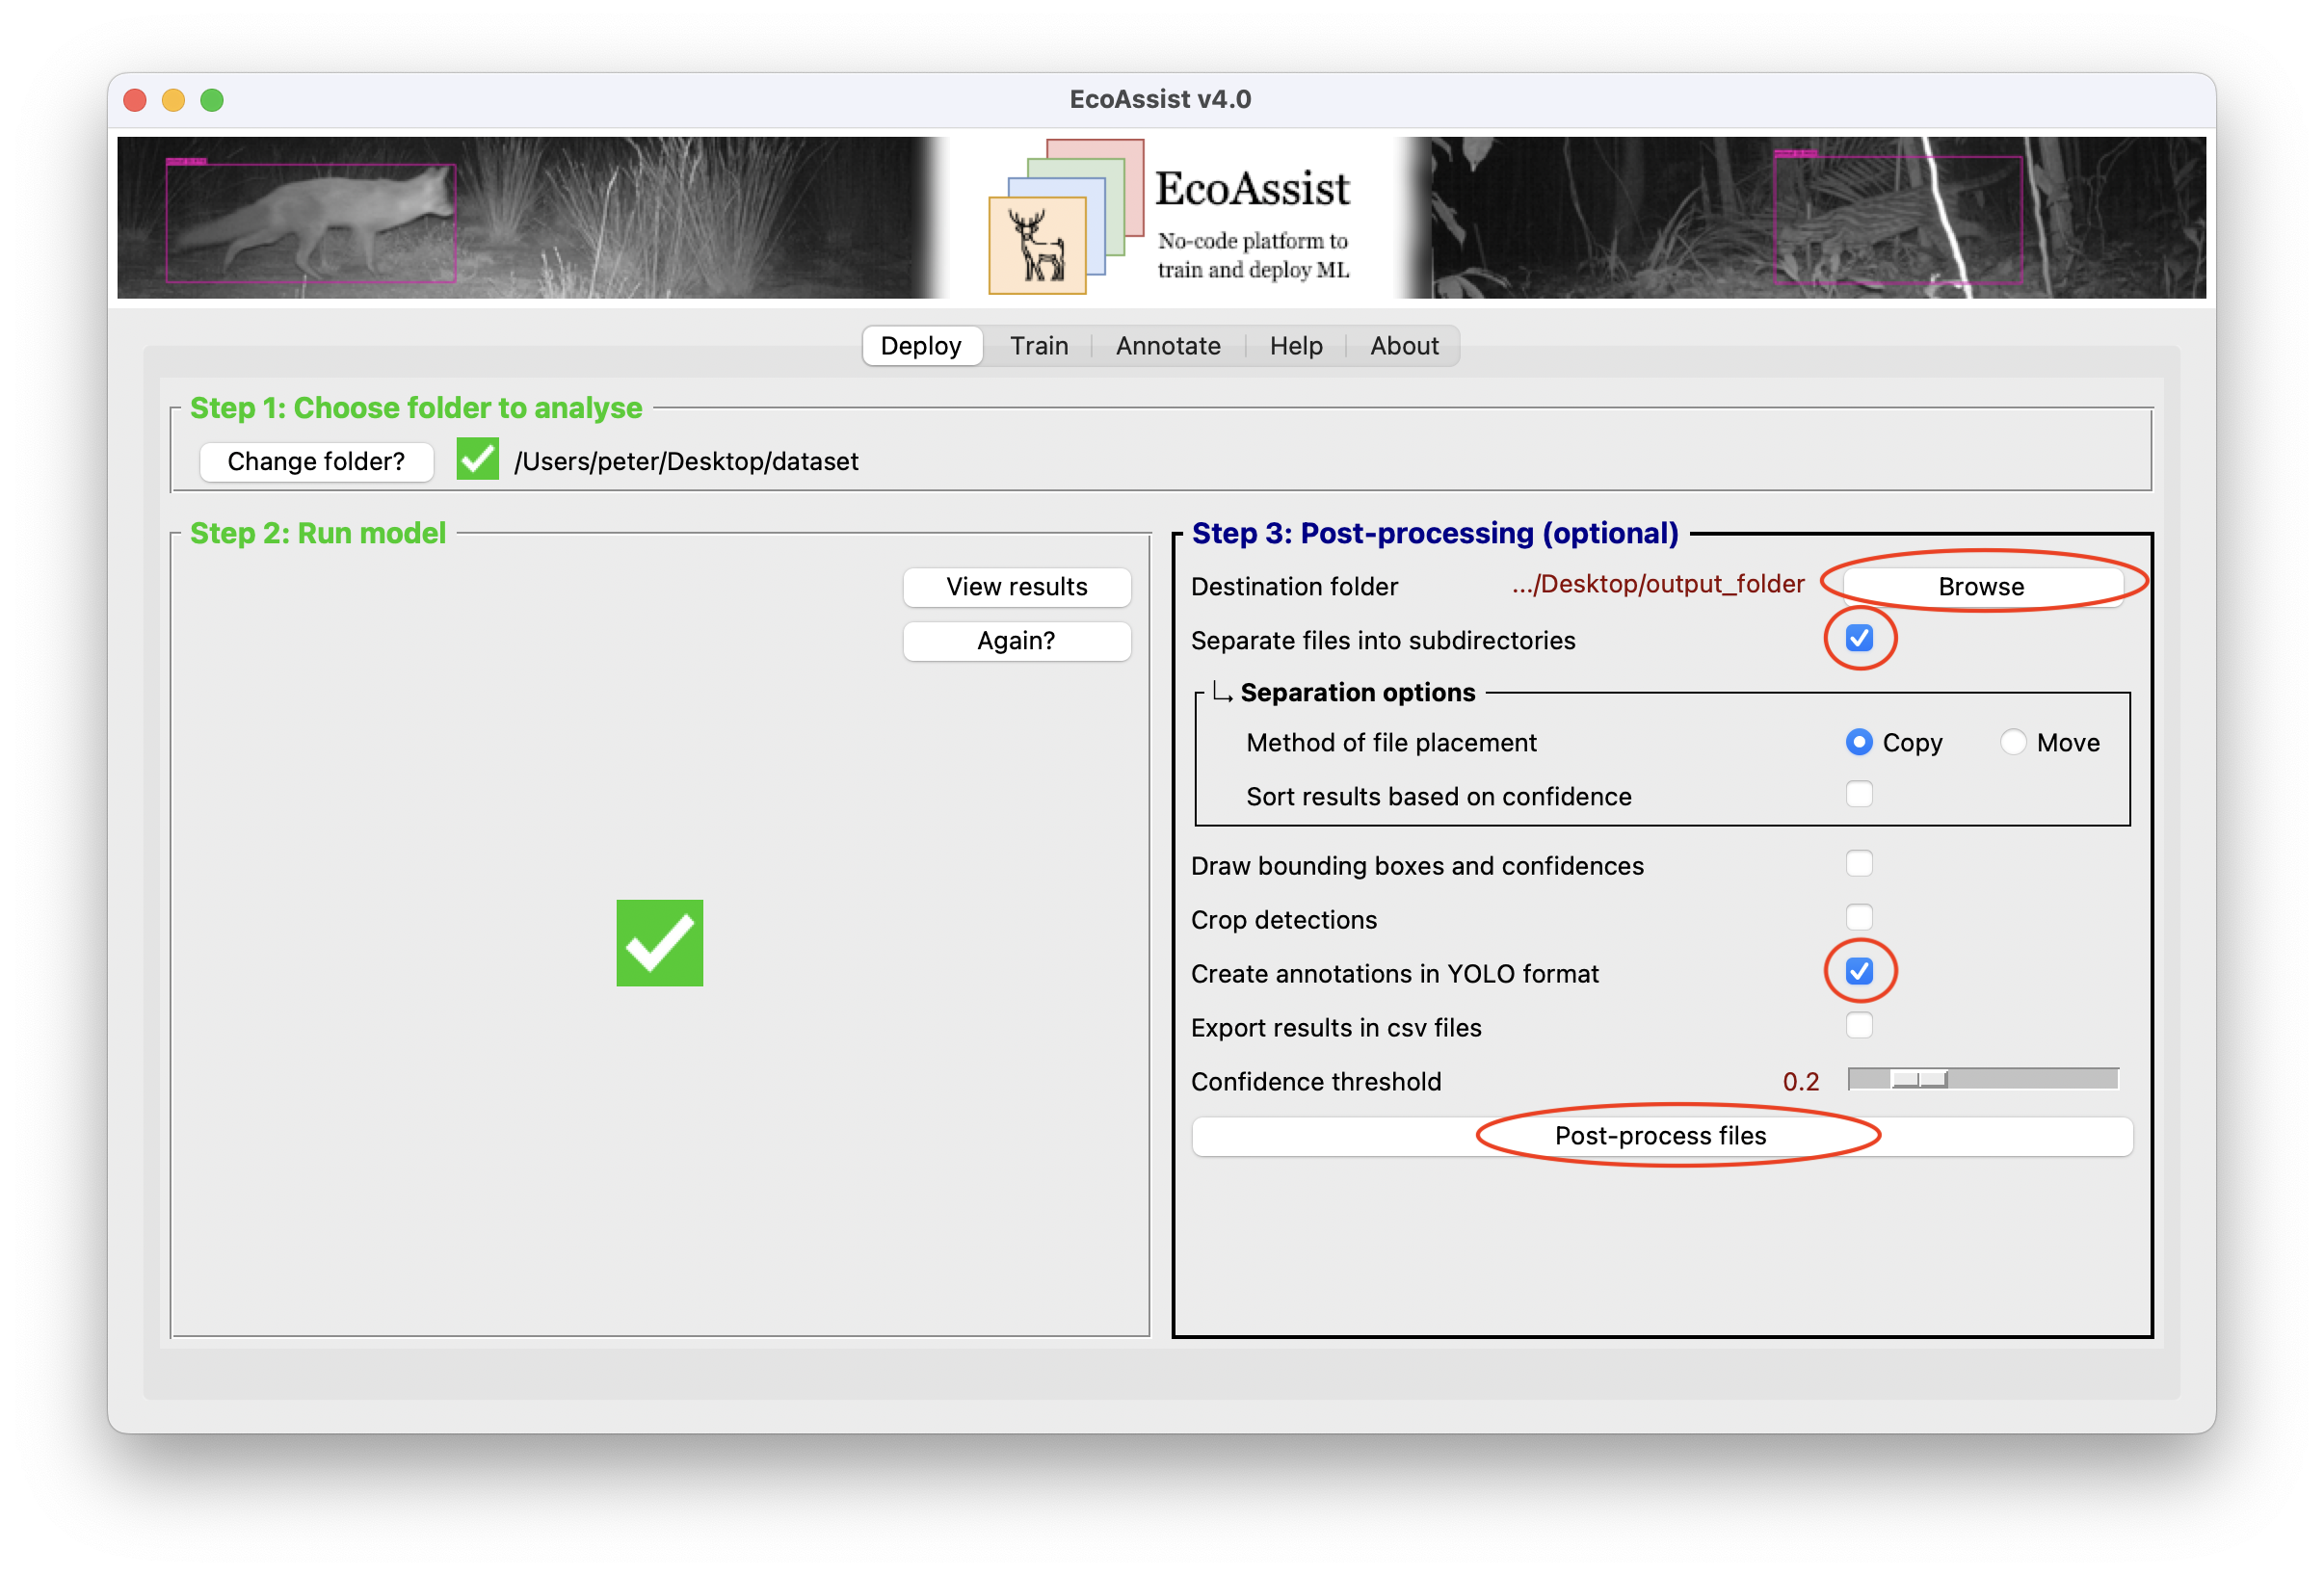 EcoAssist v4.0
EcoAssist
No-code platform to
train and deploy ML
Deploy Train Annotate Help About
Step 1: Choose folder to analyse
Change folder? /Users/peter/Desktop/dataset
Step 2: Run model
View results
Again?
Step 3: Post-processing (optional)
Destination folder .../Desktop/output_folder Browse
Separate files into subdirectories
Separation options
Method of file placement Copy Move
Sort results based on confidence
Draw bounding boxes and confidences
Crop detections
Create annotations in YOLO format
Export results in csv files
Confidence threshold 0.2
Post-process files